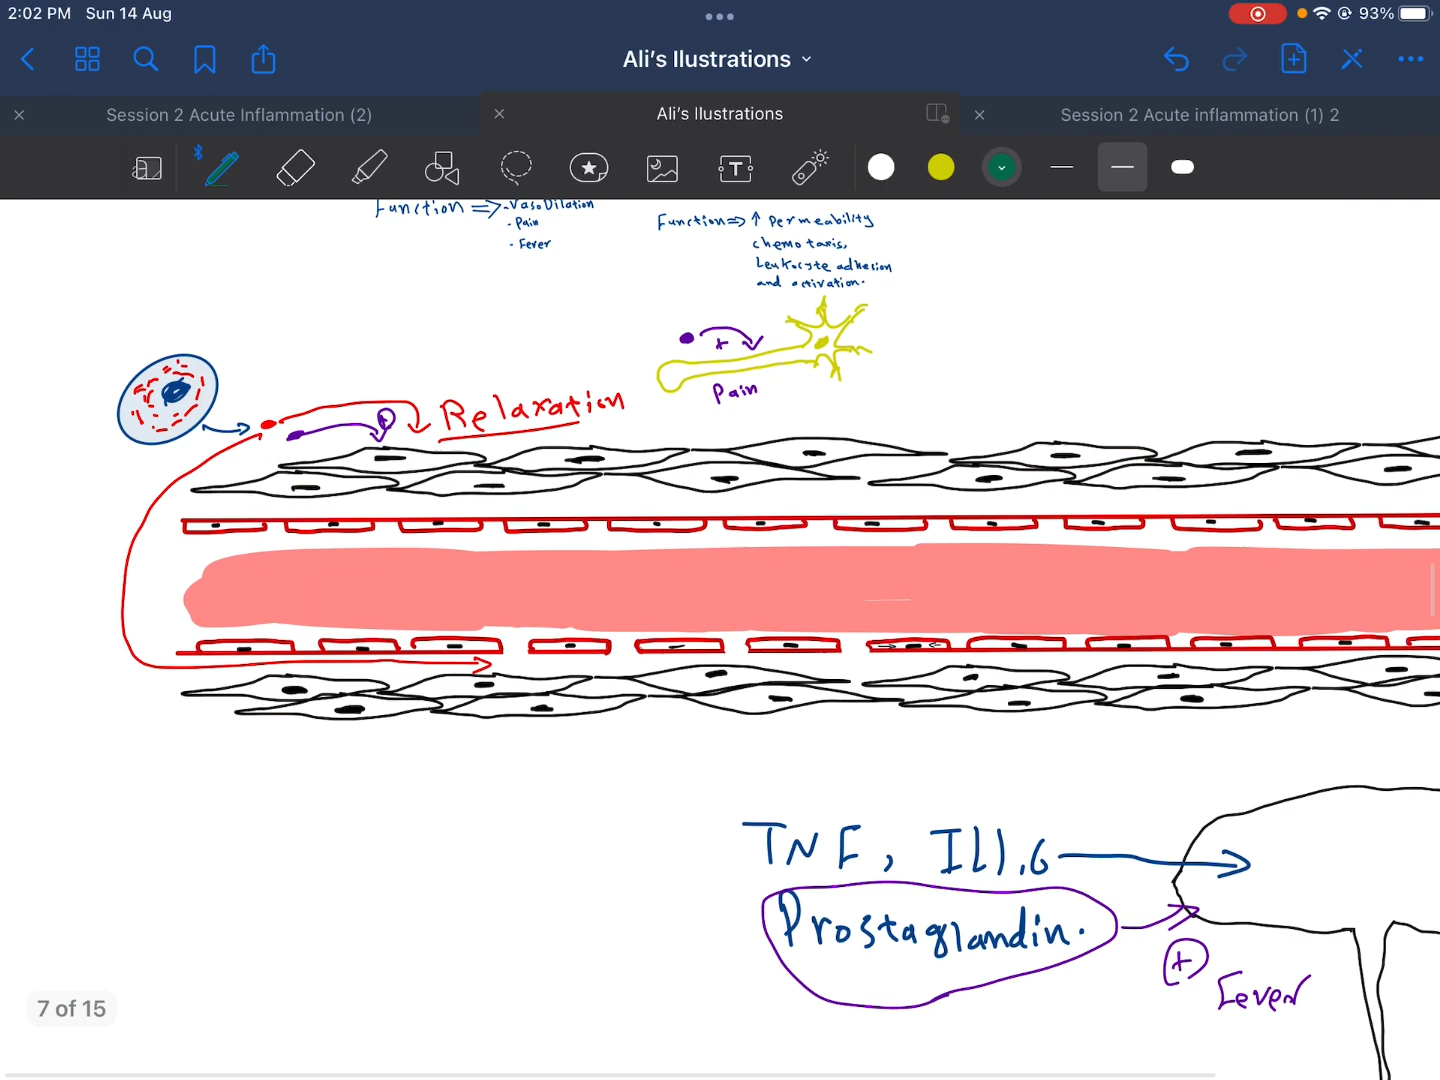 2:02 PM Sun 14 Aug
93%
Ali's Ilustrations
Session 2 Acute Inflammation (2)
Ali's Ilustrations
Session 2 Acute inflammation (1) 2
Function ⇒ - VasoDilation
- Pain
- Fever
Function ⇒ ↑ Permeability
chemotaxis,
Leukocyte adhesion
and activation.
+
Pain
+
Relaxation
TNF, IL1,6
Prostaglandin.
+
Fever
7 of 15